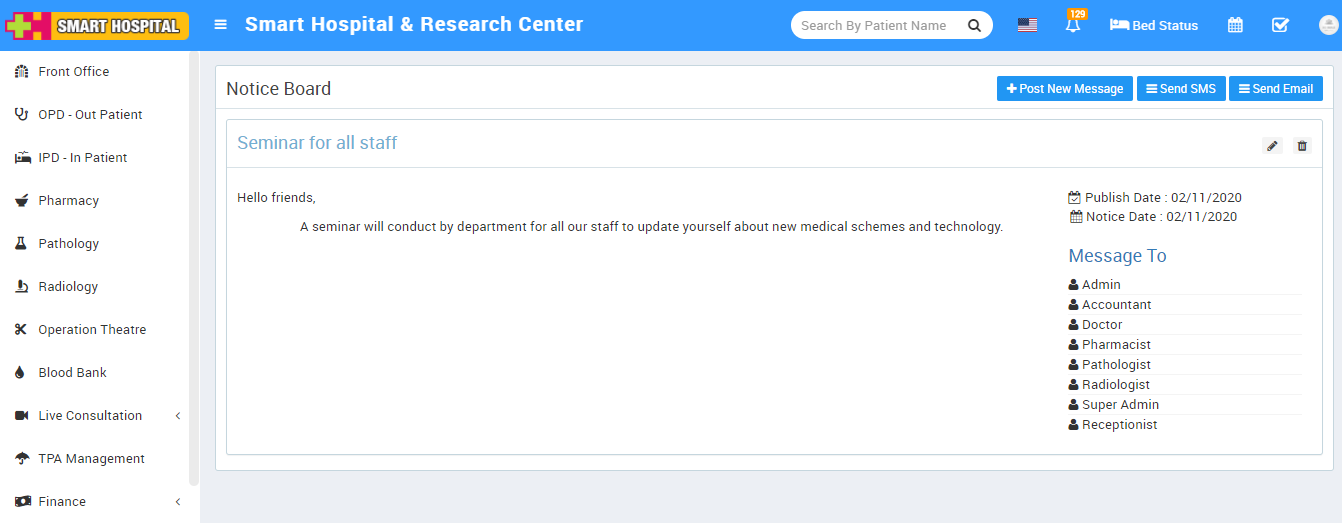 SMART HOSPITAL
Smart Hospital & Research Center
Search By Patient Name
129
Bed Status
Front Office
OPD - Out Patient
IPD - In Patient
Pharmacy
Pathology
Radiology
Operation Theatre
Blood Bank
Live Consultation
TPA Management
Finance
Notice Board
Post New Message
Send SMS
Send Email
Seminar for all staff
Hello friends,
A seminar will conduct by department for all our staff to update yourself about new medical schemes and technology.
Publish Date : 02/11/2020
Notice Date : 02/11/2020
Message To
Admin
Accountant
Doctor
Pharmacist
Pathologist
Radiologist
Super Admin
Receptionist